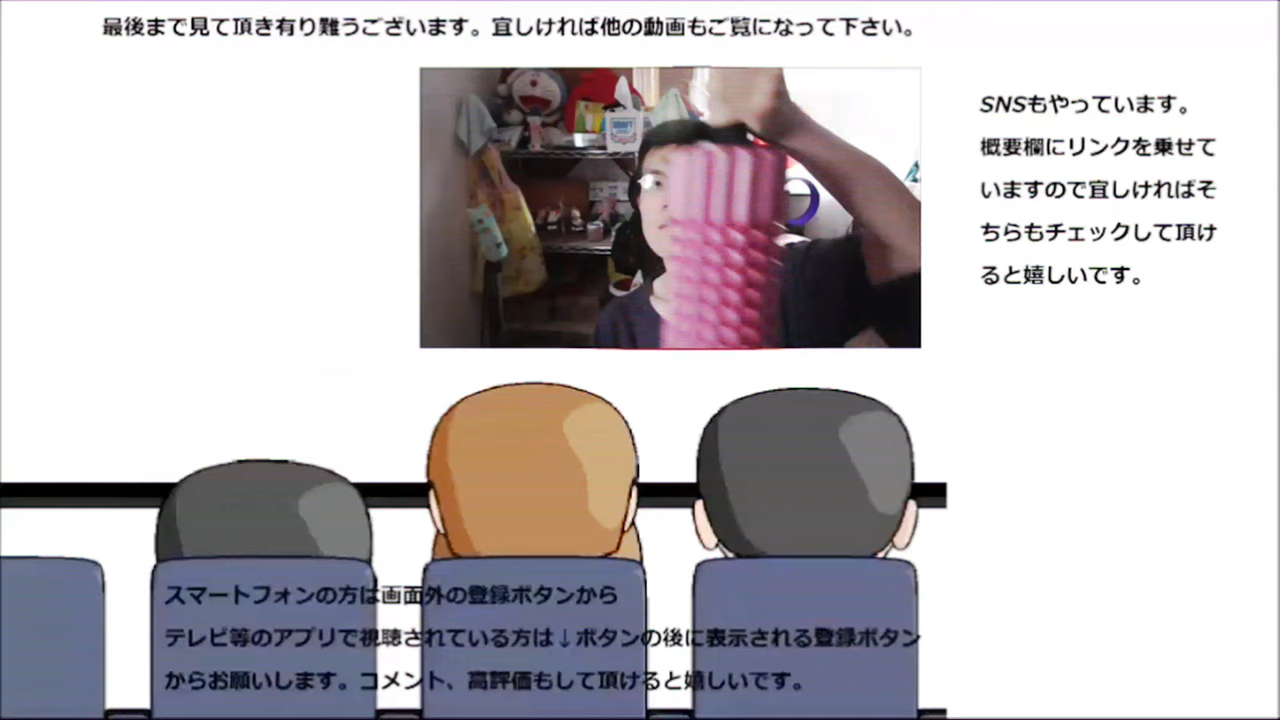 最後まで見て頂き有り難うございます。宜しければ他の動画もご覧になって下さい。
SNSもやっています。
概要欄にリンクを乗せて
いますので宜しければそ
ちらもチェックして頂け
ると嬉しいです。
スマートフォンの方は画面外の登録ボタンから
テレビ等のアプリで視聴されている方は↓ボタンの後に表示される登録ボタン
からお願いします。コメント、高評価もして頂けると嬉しいです。